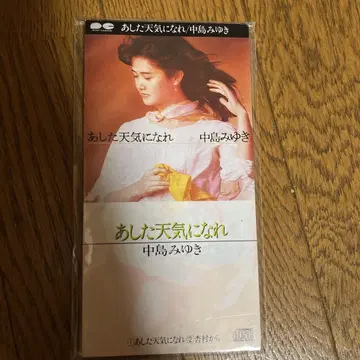 あした天気になれ/中島みゆき
あした天気になれ 中島みゆき
あした天気になれ
中島みゆき
①あした天気になれ ②杏村から